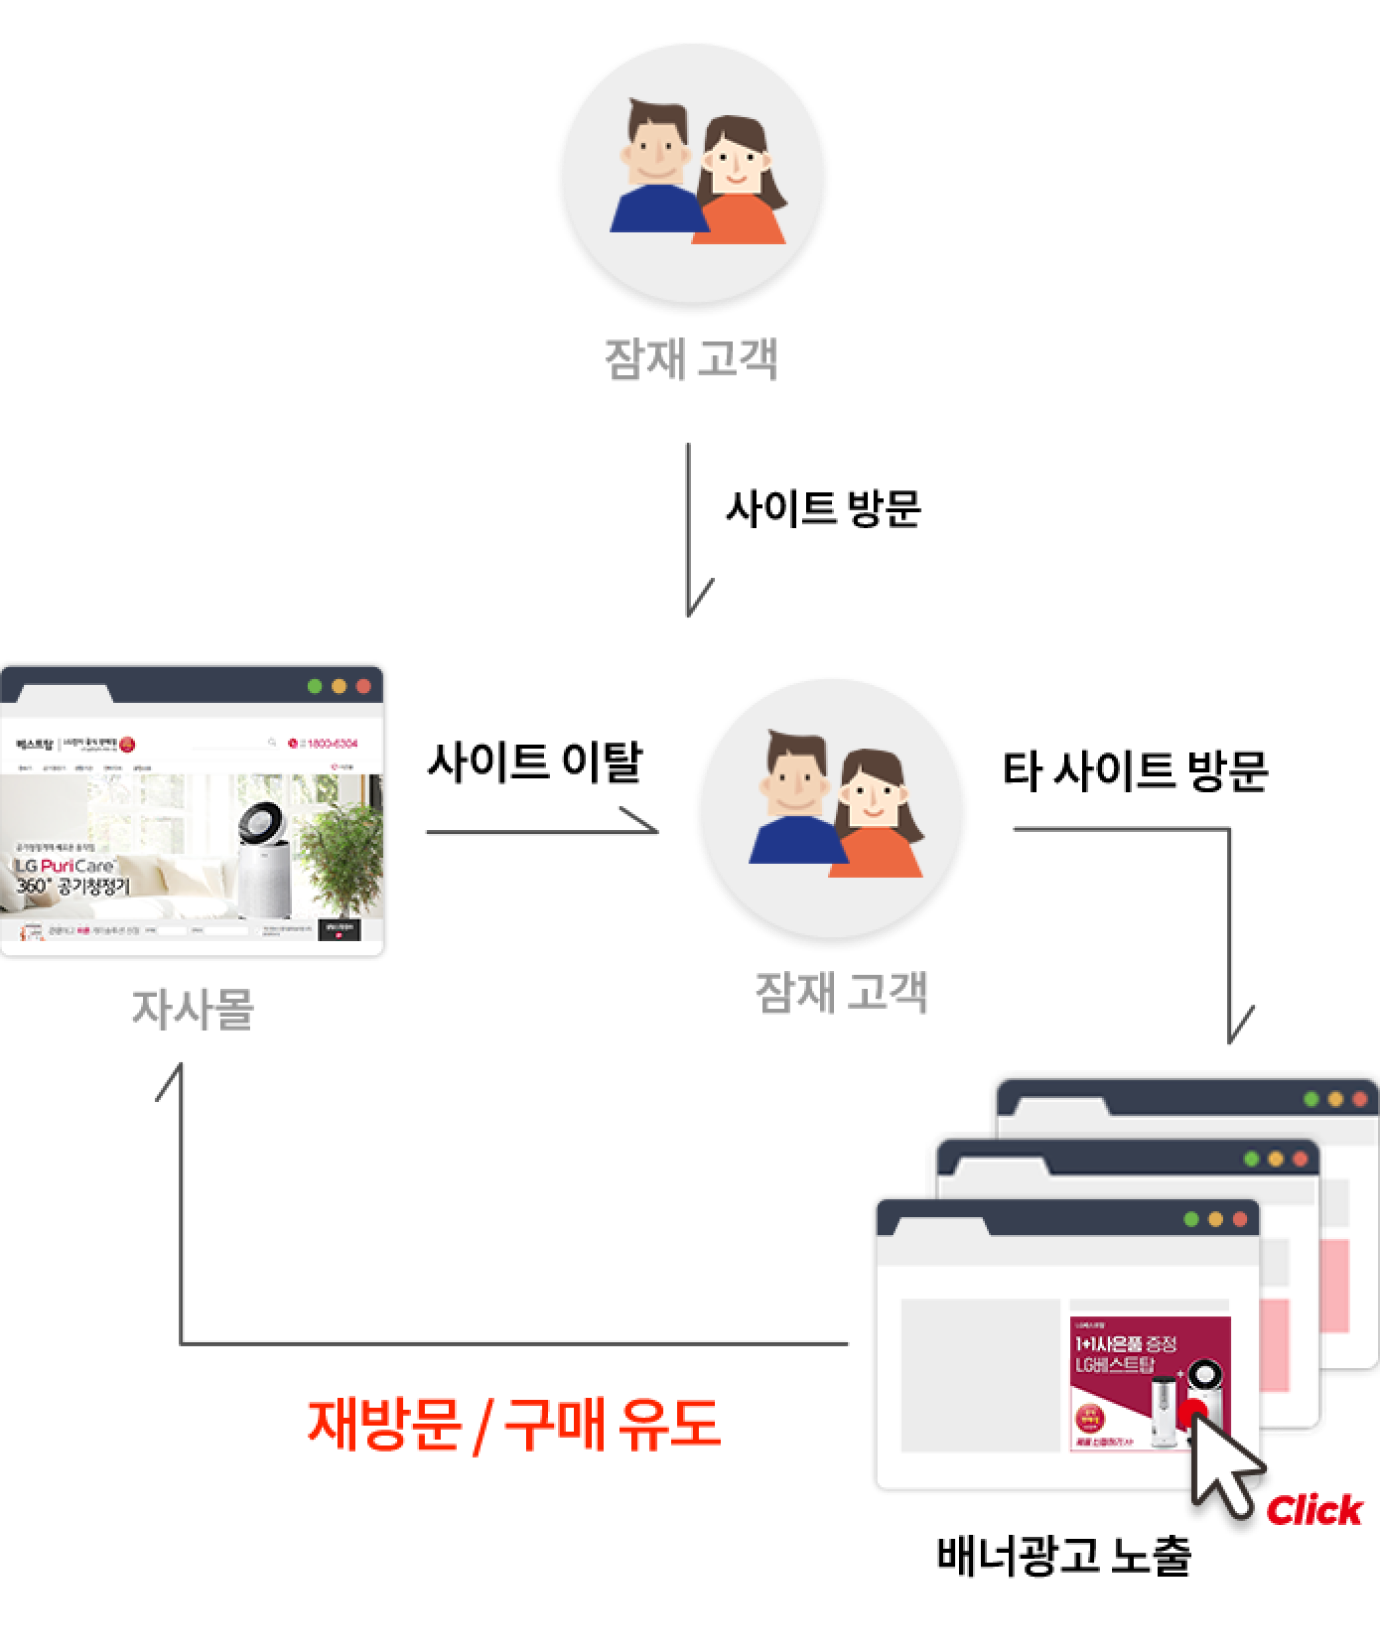 잠재 고객
사이트 방문
베스트탑
1800-6304
LG PuriCare
360° 공기청정기
자사몰
사이트 이탈
잠재 고객
타 사이트 방문
1+1사은품 증정
LG베스트탑
Click
배너광고 노출
재방문 / 구매 유도